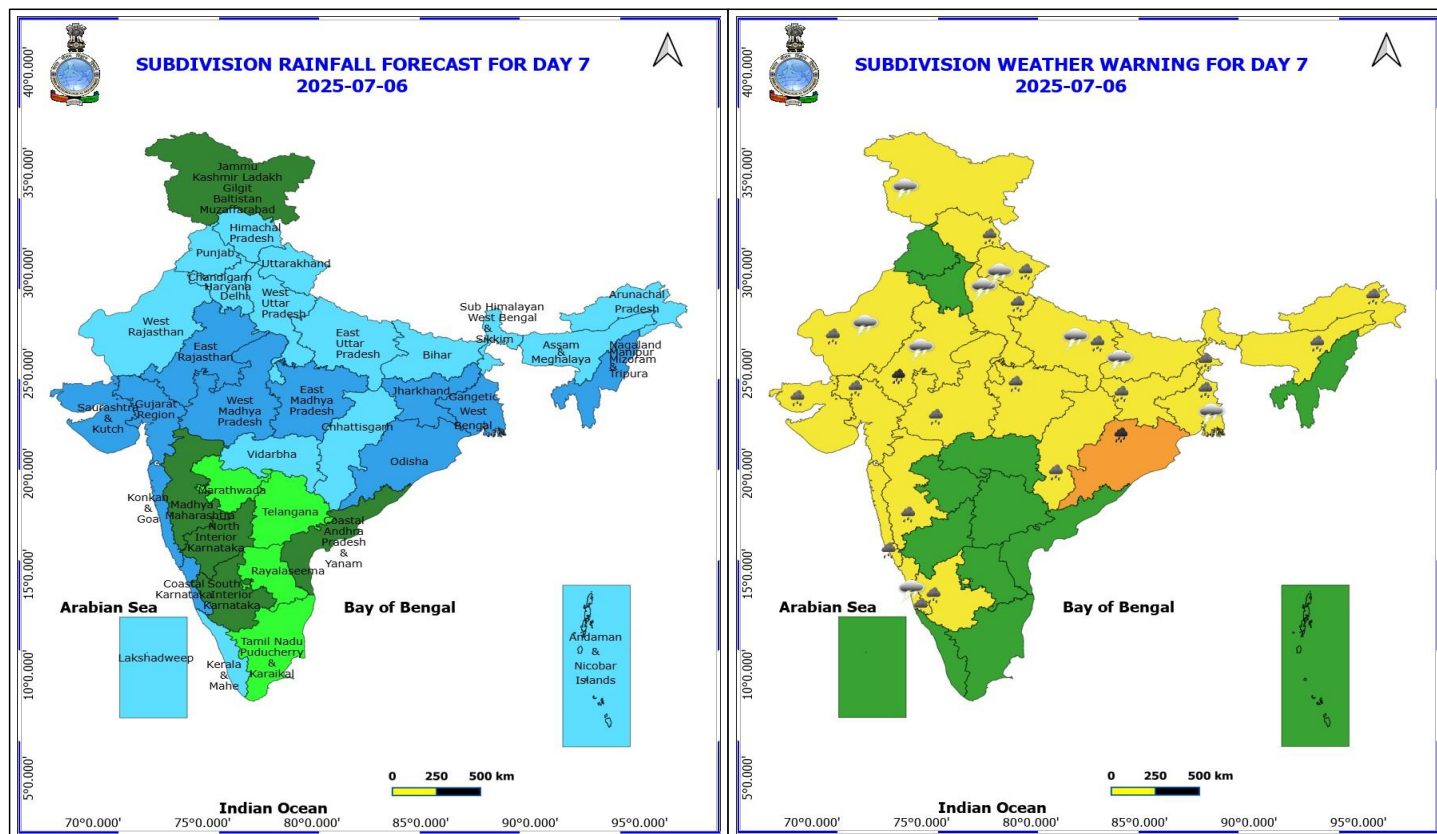 SUBDIVISION RAINFALL FORECAST FOR DAY 7
2025-07-06
40°0.000'
35°0.000'
30°0.000'
25°0.000'
20°0.000'
15°0.000'
10°0.000'
5°0.000'
Jammu
Kashmir Ladakh
Gilgit
Baltistan
Muzaffarabad
Himachal
Pradesh
Punjab
Uttarakhand
Chandigarh
Haryana
Delhi
West
Uttar
Pradesh
West
Rajasthan
East
Rajasthan
East
Uttar
Pradesh
Bihar
Sub Himalayan
West Bengal
&
Sikkim
Arunachal
Pradesh
Assam
&
Meghalaya
Nagaland
Manipur
Mizoram
&
Tripura
Saurashtra
&
Kutch
Gujarat
Region
West
Madhya
Pradesh
East
Madhya
Pradesh
Jharkhand
Gangetic
West
Bengal
Chhattisgarh
Vidarbha
Odisha
Konkan
&
Goa
Madhya
Maharashtra
Marathwada
Telangana
North
Interior
Karnataka
Coastal
Andhra
Pradesh
&
Yanam
Rayalaseema
Coastal
Karnataka
South
Interior
Karnataka
Arabian Sea
Bay of Bengal
Lakshadweep
Kerala
&
Mahe
Tamil Nadu
Puducherry
&
Karaikal
Andaman
&
Nicobar
Islands
0 250 500 km
Indian Ocean
70°0.000' 75°0.000' 80°0.000' 85°0.000' 90°0.000' 95°0.000'
SUBDIVISION WEATHER WARNING FOR DAY 7
2025-07-06
40°0.000'
35°0.000'
30°0.000'
25°0.000'
20°0.000'
15°0.000'
10°0.000'
5°0.000'
Arabian Sea
Bay of Bengal
0 250 500 km
Indian Ocean
70°0.000' 75°0.000' 80°0.000' 85°0.000' 90°0.000' 95°0.000'